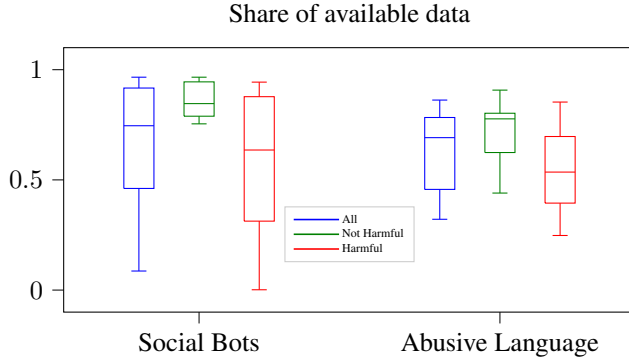 Share of available data
1
0.5
0
All
Not Harmful
Harmful
Social Bots
Abusive Language